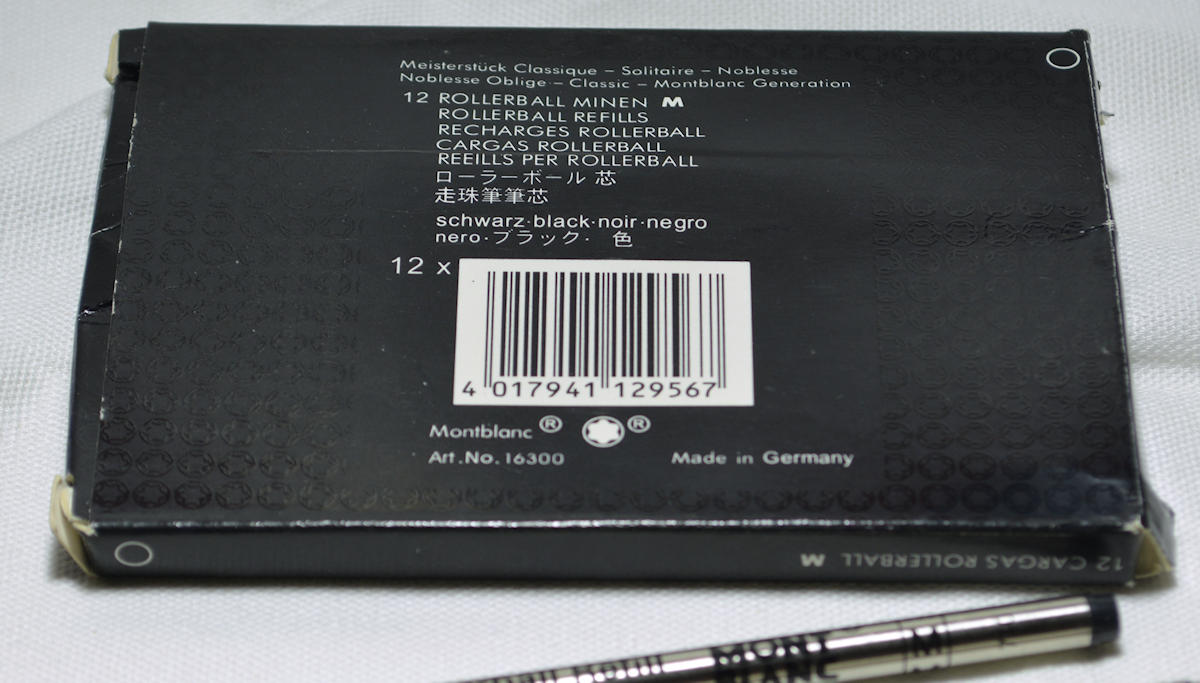 Meisterstück Classique – Solitaire – Noblesse
Noblesse Oblige – Classic – Montblanc Generation
12 ROLLERBALL MINEN M
ROLLERBALL REFILLS
RECHARGES ROLLERBALL
CARGAS ROLLERBALL
REEILLS PER ROLLERBALL
ローラーボール 芯
走珠筆筆芯
schwarz·black·noir·negro
nero·ブラック· 色
12 x
4 017941 129567
Montblanc® ®
Art.No.16300 Made in Germany
12 CARGAS ROLLERBALL M
MONT
BLANC
M